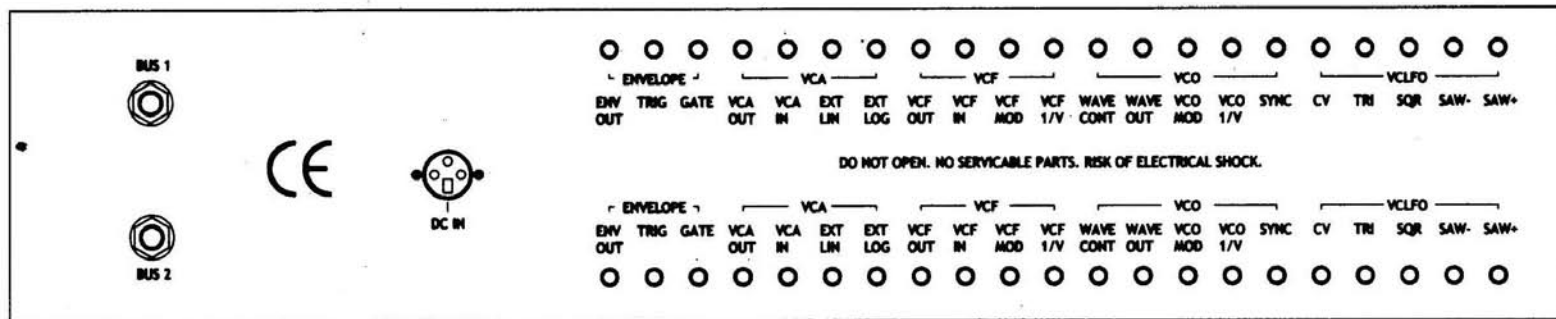 BUS 1
ENVELOPE VCA VCF VCO VCLFO
ENV OUT TRIG GATE VCA OUT VCA IN EXT LIN EXT LOG VCF OUT VCF IN VCF MOD VCF 1/V WAVE CONT WAVE OUT VCO MOD VCO 1/V SYNC CV TRI SQR SAW- SAW+
CE
DO NOT OPEN. NO SERVICABLE PARTS. RISK OF ELECTRICAL SHOCK.
DC IN
ENVELOPE VCA VCF VCO VCLFO
ENV OUT TRIG GATE VCA OUT VCA IN EXT LIN EXT LOG VCF OUT VCF IN VCF MOD VCF 1/V WAVE CONT WAVE OUT VCO MOD VCO 1/V SYNC CV TRI SQR SAW- SAW+
BUS 2